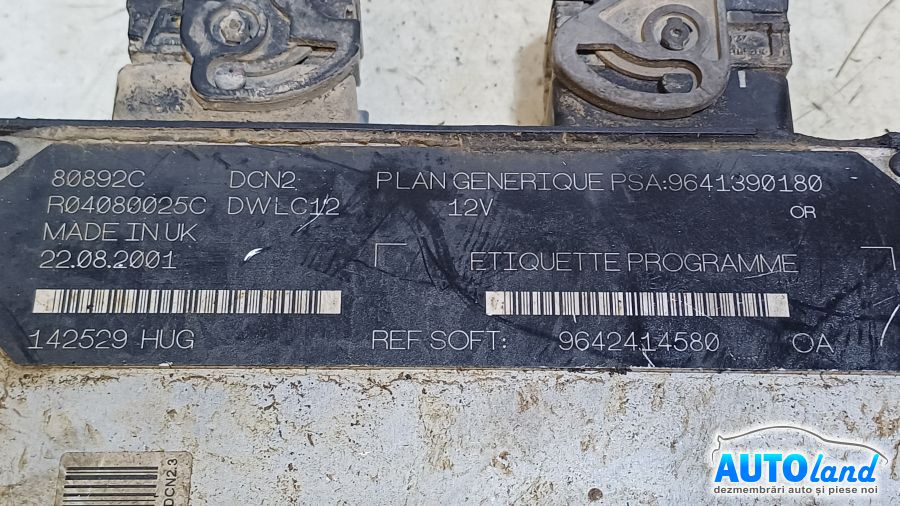 80892C DCN2 PLAN GENERIQUE PSA:9641390180
R04080025C DWLC12 12V OR
MADE IN UK
22.08.2001 ETIQUETTE PROGRAMME
142529 HUG REF SOFT: 9642414580 OA
DCN2.3
AUTOland
dezmembrări auto și piese noi